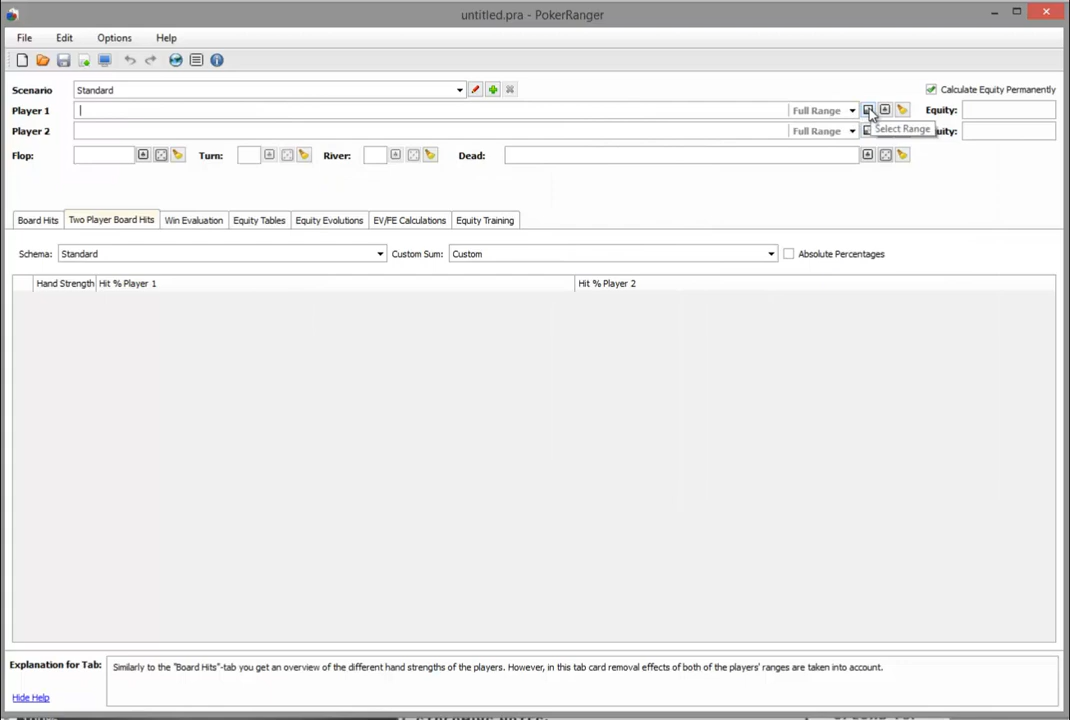 untitled.pra - PokerRanger
File Edit Options Help
Scenario Standard Calculate Equity Permanently
Player 1 Full Range Equity:
Player 2 Full Range Select Range
Flop: Turn: River: Dead:
Board Hits Two Player Board Hits Win Evaluation Equity Tables Equity Evolutions EV/FE Calculations Equity Training
Schema: Standard Custom Sum: Custom Absolute Percentages
Hand Strength Hit % Player 1 Hit % Player 2
Explanation for Tab: Similarly to the "Board Hits"-tab you get an overview of the different hand strengths of the players. However, in this tab card removal effects of both of the players' ranges are taken into account.
Hide Help